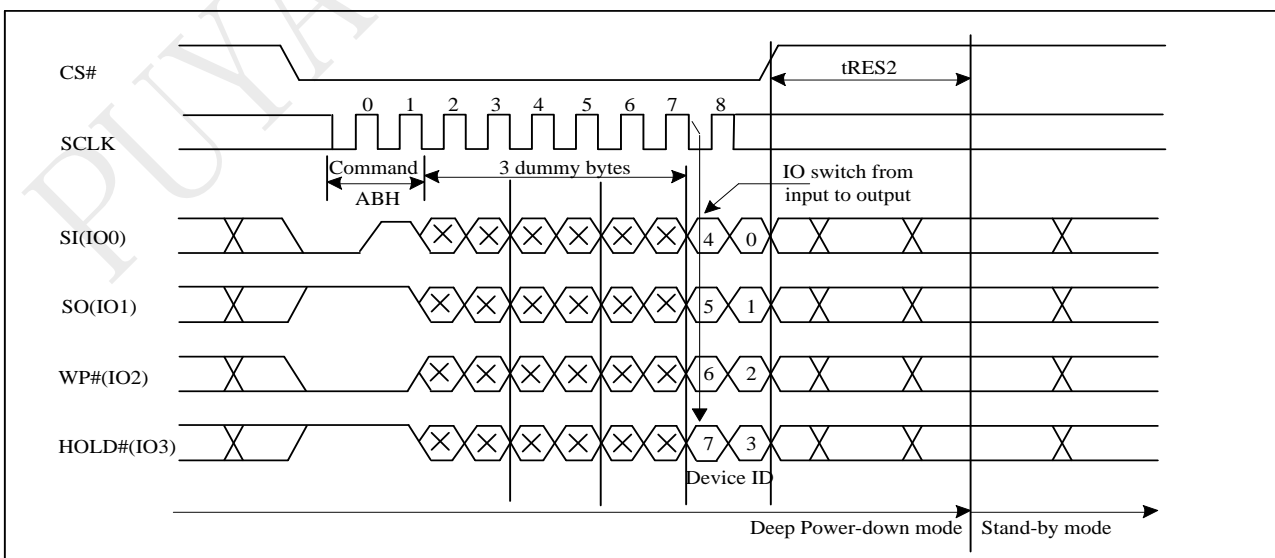 PUYA
CS#
tRES2
0 1 2 3 4 5 6 7 8
SCLK
Command
3 dummy bytes
IO switch from
input to output
ABH
SI(IO0)
4 0
SO(IO1)
5 1
WP#(IO2)
6 2
HOLD#(IO3)
7 3
Device ID
Deep Power-down mode
Stand-by mode